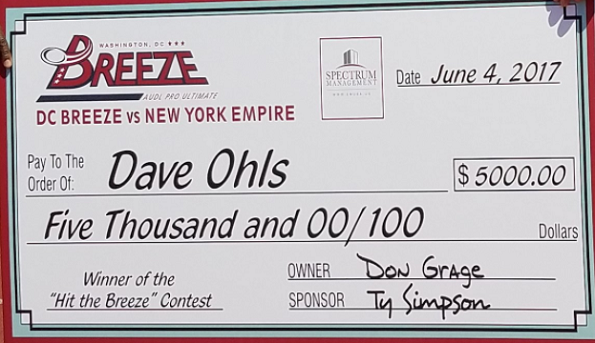 WASHINGTON, DC
BREEZE
AUDL PRO ULTIMATE
DC BREEZE vs NEW YORK EMPIRE
SPECTRUM
MANAGEMENT
Date June 4, 2017
Pay To The
Order Of: Dave Ohls $ 5000.00
Five Thousand and 00/100 Dollars
Winner of the
"Hit the Breeze" Contest
OWNER Don Grage
SPONSOR Ty Simpson